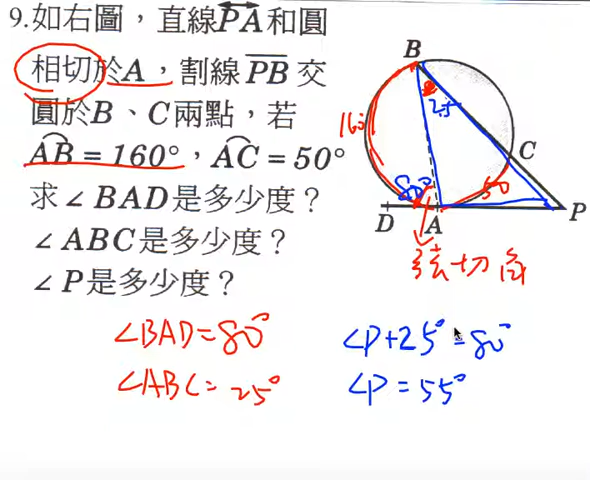 9.如右圖，直線PA和圓
相切於A，割線PB交
圓於B、C兩點，若
AB=160°，AC=50°
求∠BAD是多少度？
∠ABC是多少度？
∠P是多少度？
B
25
160
C
80°
50
D
A
P
弦切角
∠BAD=80°
∠ABC=25°
∠P+25°=80°
∠P=55°